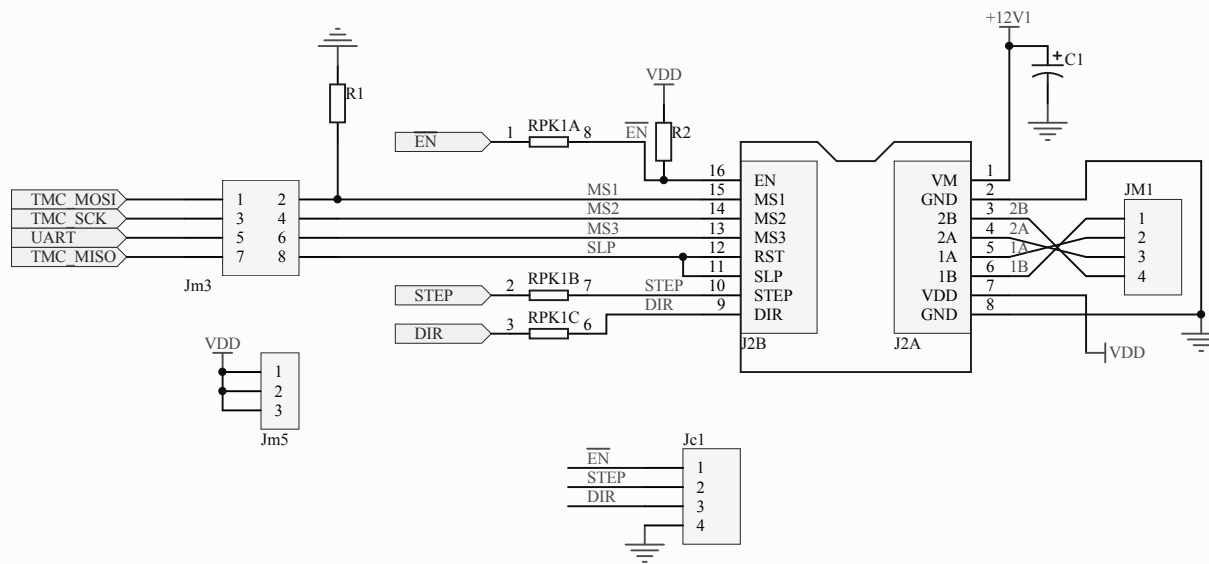 +12V1
C1
VDD
R1
R2
EN
1 RPK1A 8 EN
16 EN
VM 1
TMC_MOSI 1 2 MS1 15 MS1
GND 2
JM1
TMC_SCK 3 4 MS2 14 MS2
2B 3 2B 1
UART 5 6 MS3 13 MS3
2A 4 2A 2
TMC_MISO 7 8 SLP 12 RST
1A 5 1A 3
Jm3
11 SLP
1B 6 1B 4
STEP 2 RPK1B 7 STEP 10 STEP
VDD 7
DIR 3 RPK1C 6 DIR 9 DIR
GND 8
J2B
J2A
VDD
VDD
1
2
3
Jm5
Jc1
EN 1
STEP 2
DIR 3
4